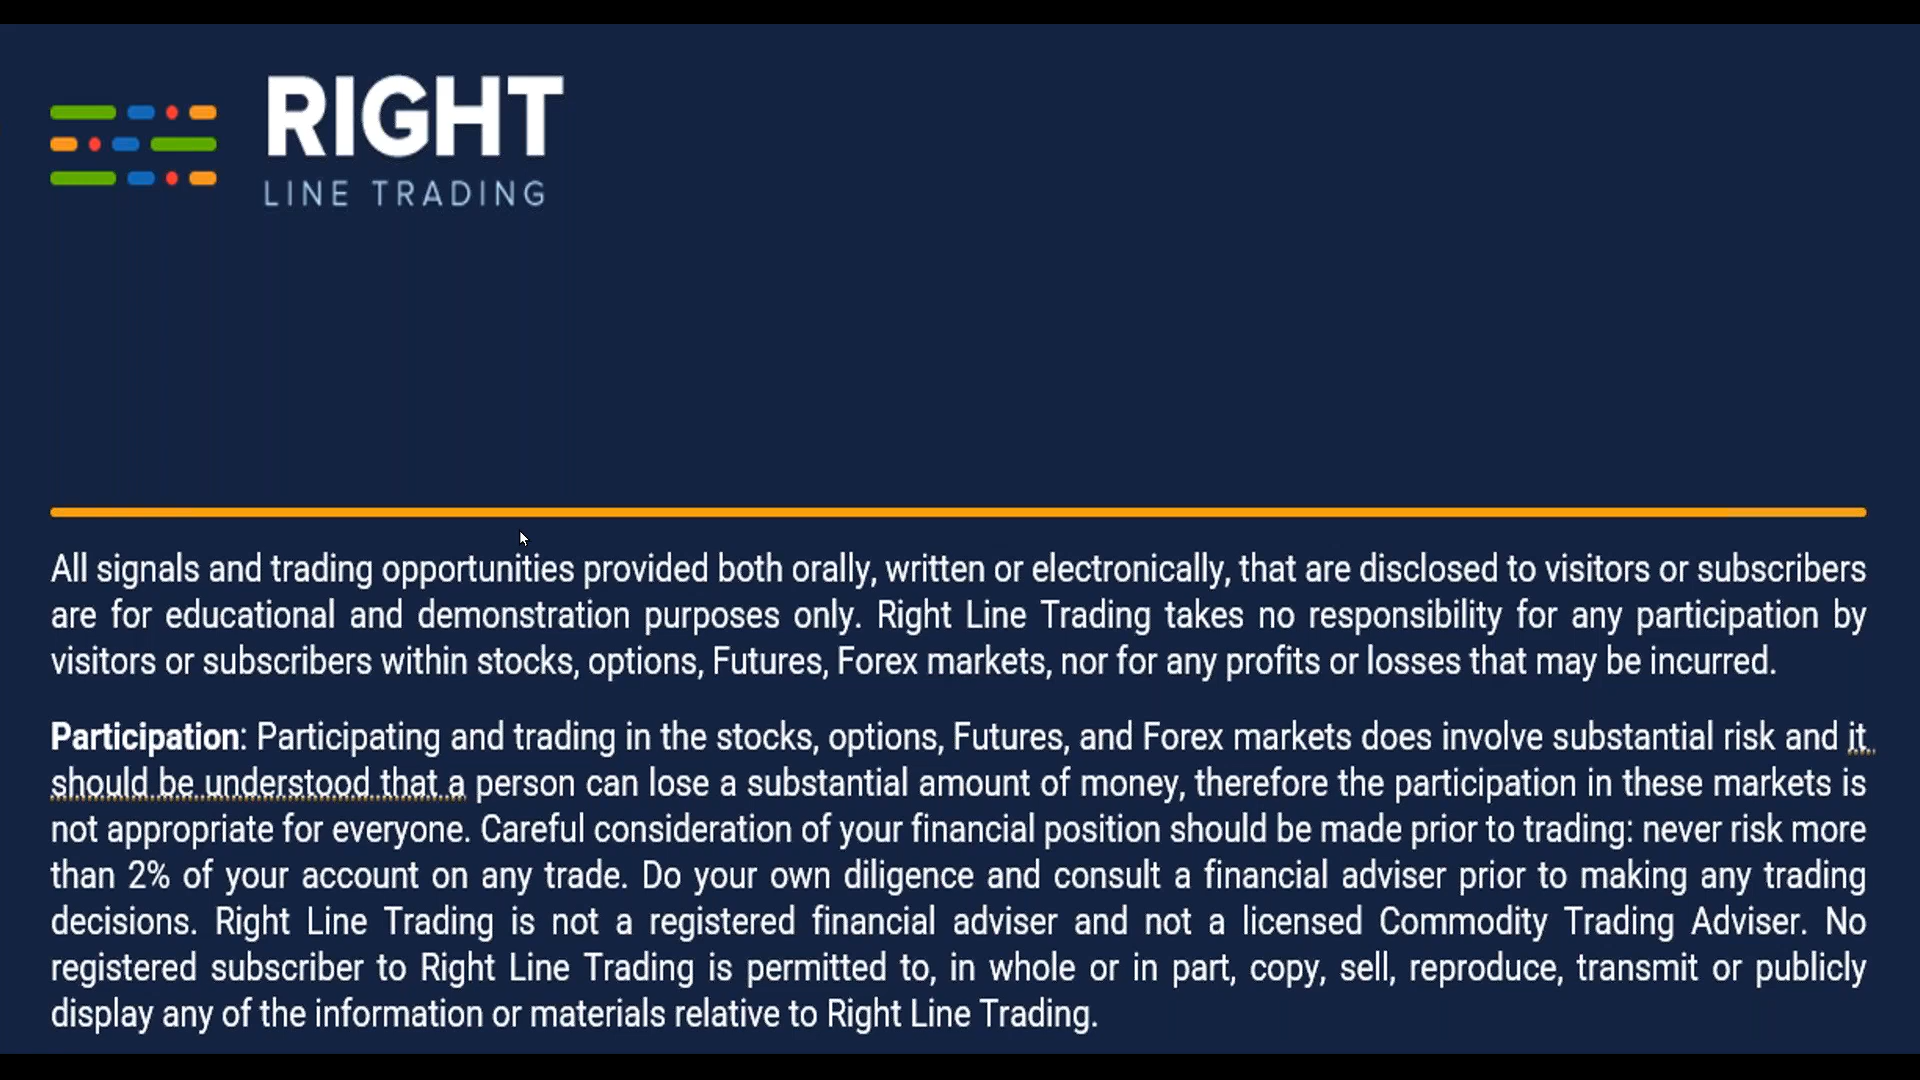 RIGHT
LINE TRADING
All signals and trading opportunities provided both orally, written or electronically, that are disclosed to visitors or subscribers
are for educational and demonstration purposes only. Right Line Trading takes no responsibility for any participation by
visitors or subscribers within stocks, options, Futures, Forex markets, nor for any profits or losses that may be incurred.
Participation: Participating and trading in the stocks, options, Futures, and Forex markets does involve substantial risk and it
should be understood that a person can lose a substantial amount of money, therefore the participation in these markets is
not appropriate for everyone. Careful consideration of your financial position should be made prior to trading: never risk more
than 2% of your account on any trade. Do your own diligence and consult a financial adviser prior to making any trading
decisions. Right Line Trading is not a registered financial adviser and not a licensed Commodity Trading Adviser. No
registered subscriber to Right Line Trading is permitted to, in whole or in part, copy, sell, reproduce, transmit or publicly
display any of the information or materials relative to Right Line Trading.